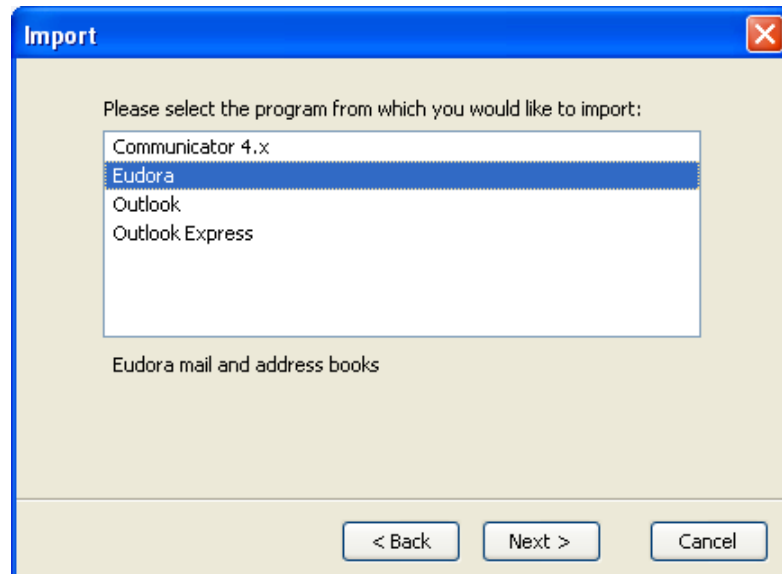 Import
Please select the program from which you would like to import:
Communicator 4.x
Eudora
Outlook
Outlook Express
Eudora mail and address books
< Back Next > Cancel